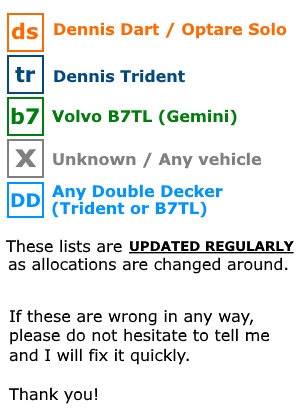 ds Dennis Dart / Optare Solo
tr Dennis Trident
b7 Volvo B7TL (Gemini)
X Unknown / Any vehicle
DD Any Double Decker
(Trident or B7TL)
These lists are UPDATED REGULARLY
as allocations are changed around.
If these are wrong in any way,
please do not hesitate to tell me
and I will fix it quickly.
Thank you!